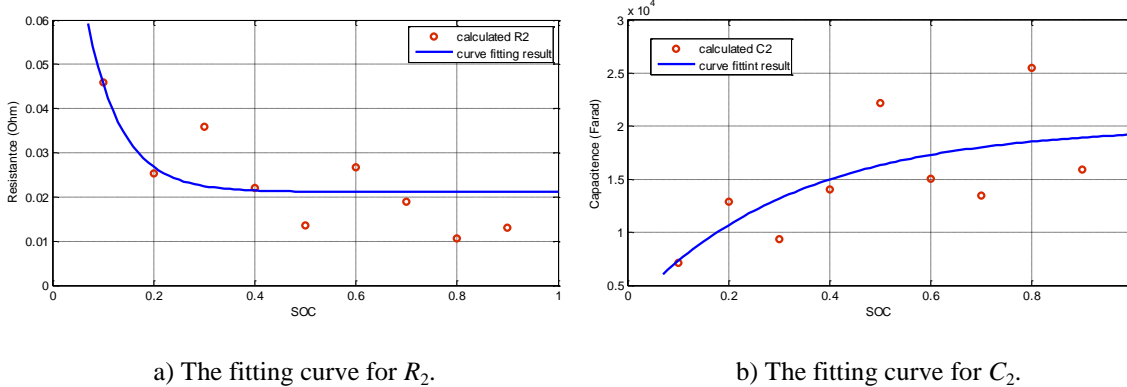 0.06
0.05
0.04
0.03
0.02
0.01
0
0
0.2
0.4
0.6
0.8
1
SOC
Resistantce (Ohm)
calculated R2
curve fitting result
x 10^4
3
2.5
2
1.5
1
0.5
0
0.2
0.4
0.6
0.8
SOC
Capacitence (Farad)
calculated C2
curve fittint result
a) The fitting curve for R₂.
b) The fitting curve for C₂.